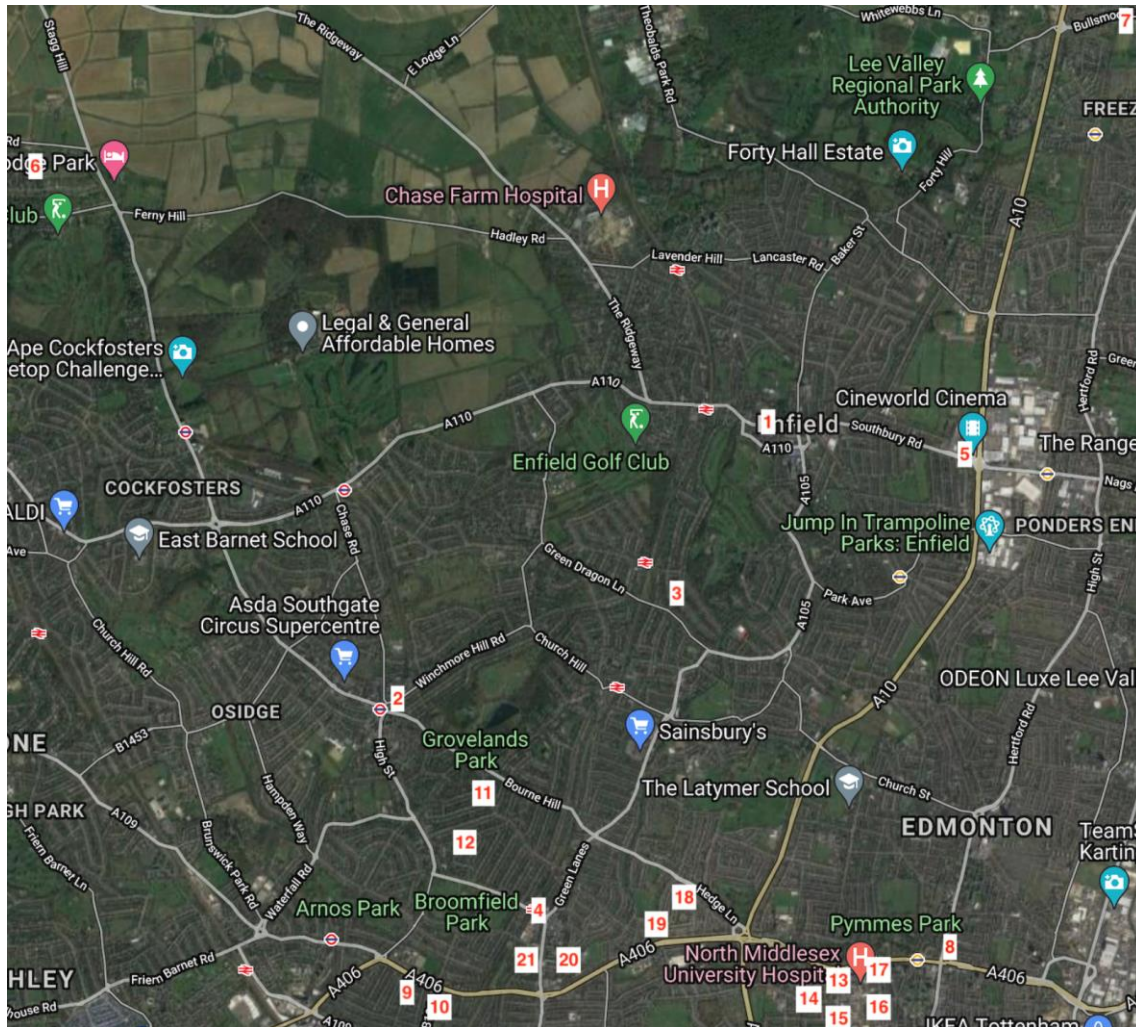 Stagg Hill
The Ridgeway
E Lodge Ln
Theobalds Park Rd
Whitewebbs Ln
Bullsmo
7
Lee Valley
Regional Park
Authority
FREEZ
Rd
6
odge Park
Forty Hall Estate
Forty Hill
Chase Farm Hospital
H
A10
Club
Ferny Hill
Hadley Rd
Baker St
Lavender Hill
Lancaster Rd
Legal & General
Affordable Homes
The Ridgeway
Ape Cockfosters
etop Challenge...
Hertford Rd
Green
A110
A110
Cineworld Cinema
1
Enfield
Southbury Rd
A110
5
The Range
Enfield Golf Club
Nags
COCKFOSTERS
A110
A105
ALDI
East Barnet School
Chase Rd
Jump In Trampoline
Parks: Enfield
PONDERS EN
Ave
Green Dragon Ln
3
Park Ave
High St
Asda Southgate
Circus Supercentre
Church Hill Rd
Winchmore Hill Rd
Church Hill
A105
A10
ODEON Luxe Lee Val
2
OSIDGE
Sainsbury's
Hertford Rd
ONE
B1453
High St
Grovelands
Park
11
Bourne Hill
The Latymer School
Church St
GH PARK
A109
Hampden Way
EDMONTON
12
TeamS
Kartin
Friern Barnet Ln
Brunswick Park Rd
Waterfall Rd
Green Lanes
Arnos Park
Broomfield
Park
4
18
Hedge Ln
19
Pymmes Park
8
Friern Barnet Rd
A406
21
20
A406
North Middlesex
University Hospit
H
17
13
A406
HLEY
9
A406
10
14
16
15
house Rd
A109
B1
IKEA Tottenham
A